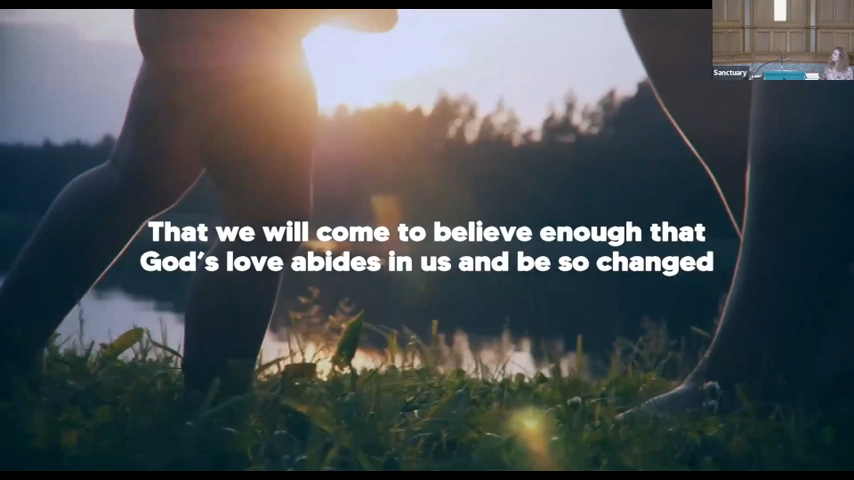 Sanctuary
That we will come to believe enough that
God's love abides in us and be so changed